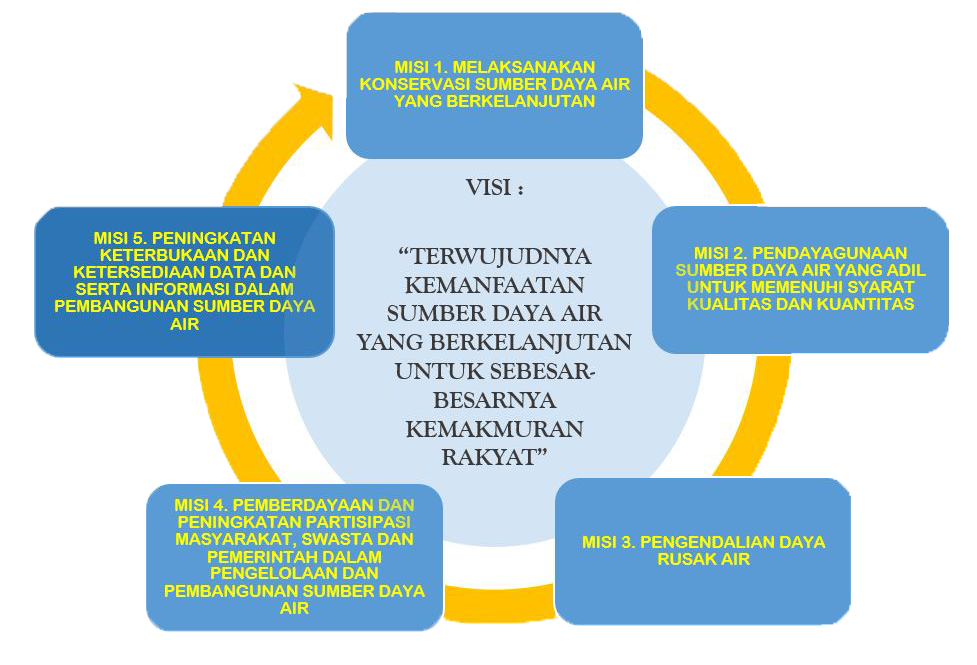 MISI 1. MELAKSANAKAN
KONSERVASI SUMBER DAYA AIR
YANG BERKELANJUTAN
VISI :
“TERWUJUDNYA
KEMANFAATAN
SUMBER DAYA AIR
YANG BERKELANJUTAN
UNTUK SEBESAR-
BESARNYA
KEMAKMURAN
RAKYAT”
MISI 2. PENDAYAGUNAAN
SUMBER DAYA AIR YANG ADIL
UNTUK MEMENUHI SYARAT
KUALITAS DAN KUANTITAS
MISI 3. PENGENDALIAN DAYA
RUSAK AIR
MISI 4. PEMBERDAYAAN DAN
PENINGKATAN PARTISIPASI
MASYARAKAT, SWASTA DAN
PEMERINTAH DALAM
PENGELOLAAN DAN
PEMBANGUNAN SUMBER DAYA
AIR
MISI 5. PENINGKATAN
KETERBUKAAN DAN
KETERSEDIAAN DATA DAN
SERTA INFORMASI DALAM
PEMBANGUNAN SUMBER DAYA
AIR